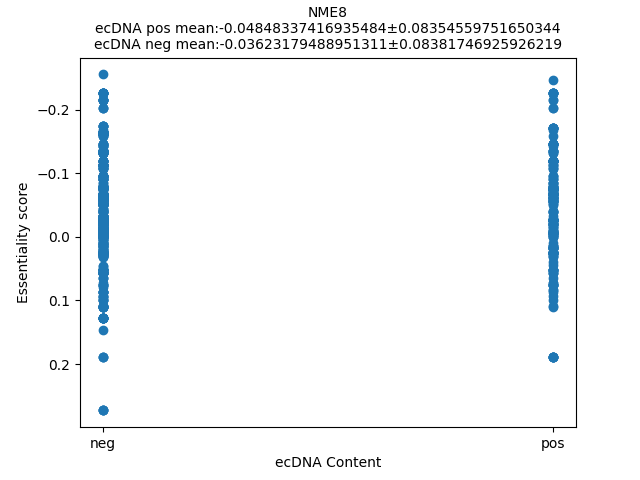 NME8
ecDNA pos mean:-0.04848337416935484±0.08354559751650344
ecDNA neg mean:-0.03623179488951311±0.08381746925926219
−0.2
−0.1
0.0
0.1
0.2
Essentiality score
neg
pos
ecDNA Content